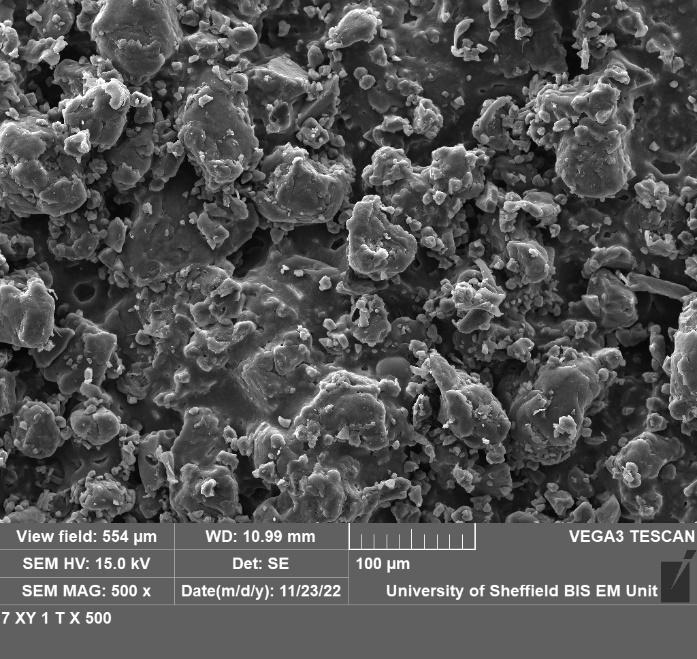 View field: 554 µm
WD: 10.99 mm
VEGA3 TESCAN
SEM HV: 15.0 kV
Det: SE
100 µm
SEM MAG: 500 x
Date(m/d/y): 11/23/22
University of Sheffield BIS EM Unit
7 XY 1 T X 500